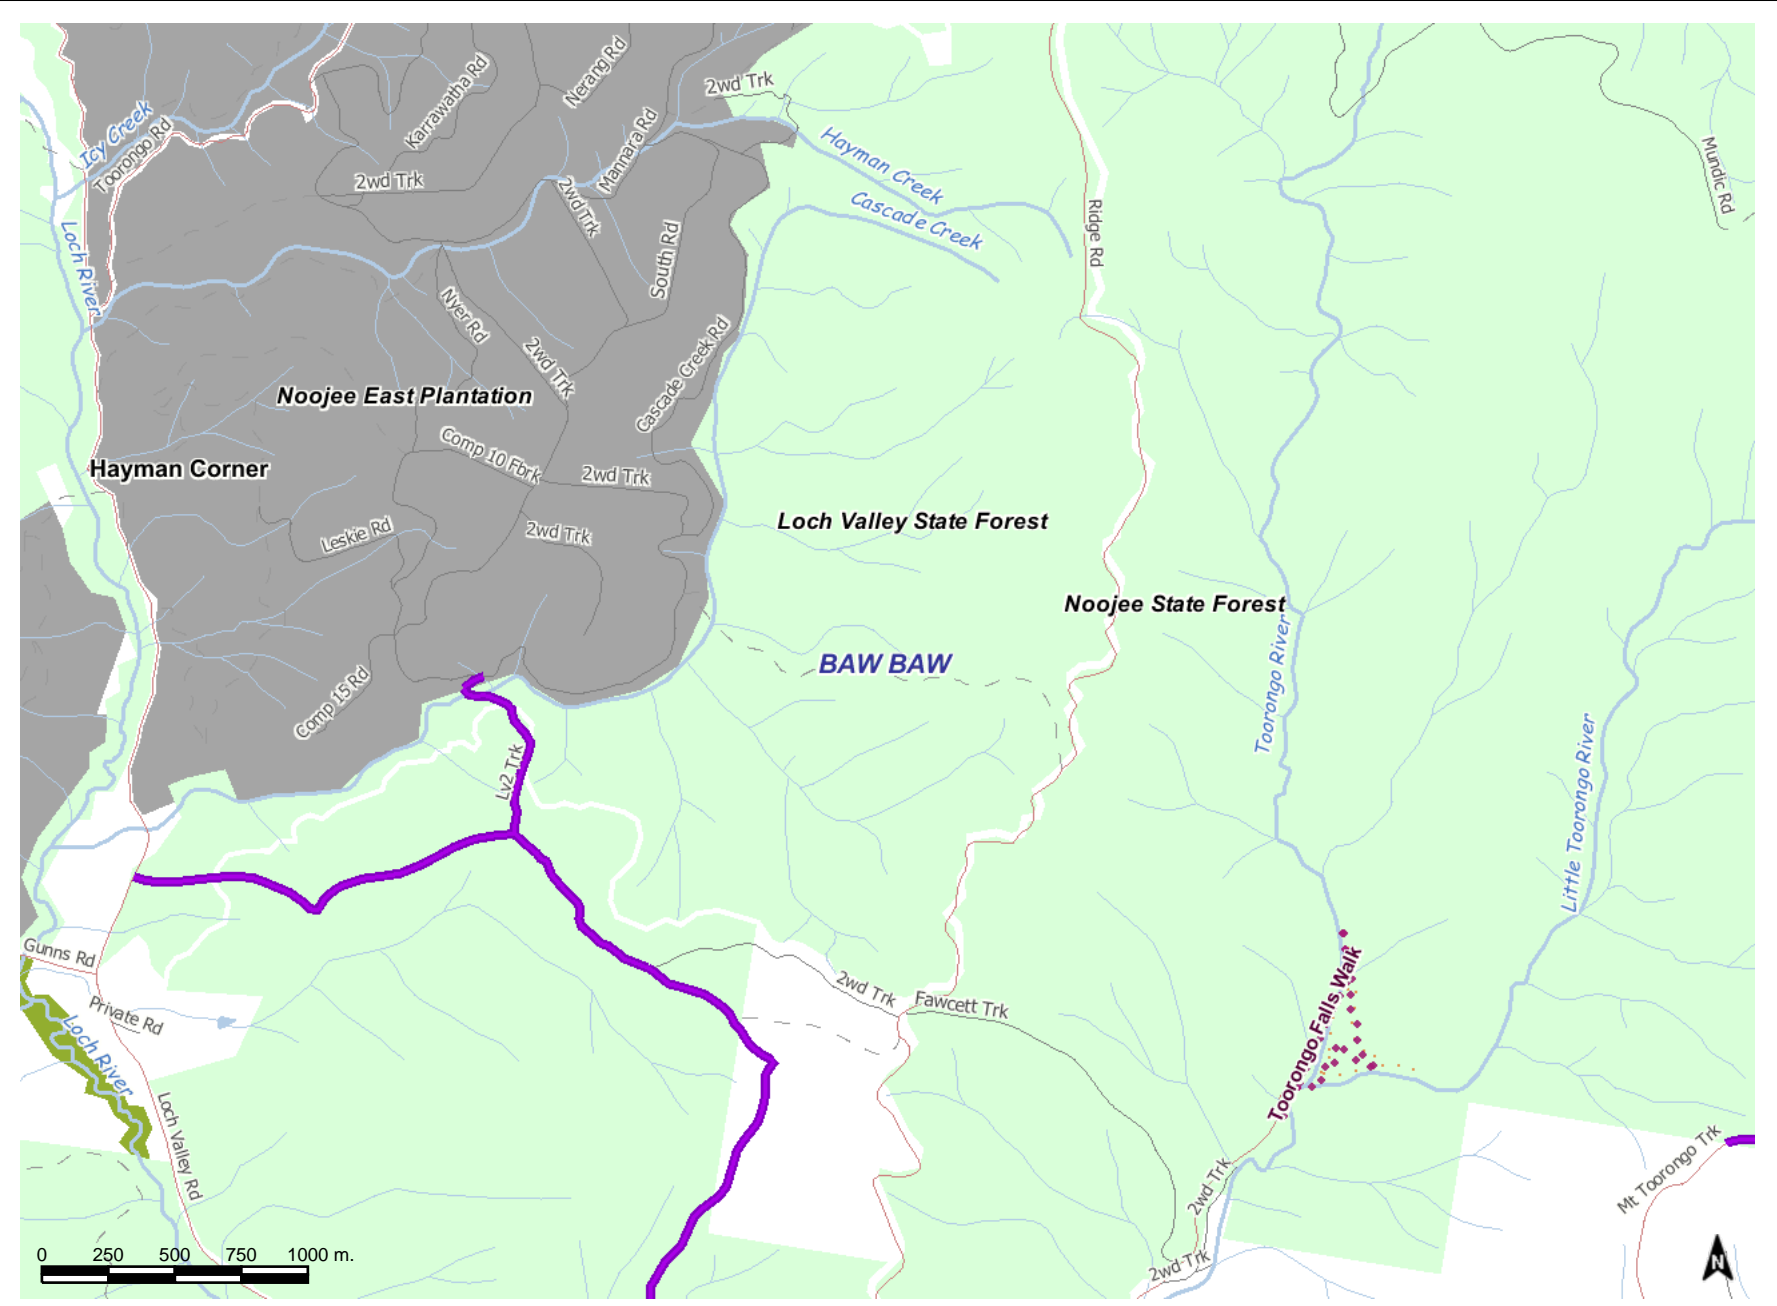 2wd Trk
Nerang Rd
Karrawatha Rd
Icy Creek
Toorongo Rd
Mannara Rd
Hayman Creek
Mundic Rd
2wd Trk
2wd Trk
Cascade Creek
Ridge Rd
Loch River
South Rd
Nyer Rd
2wd Trk
Cascade Creek Rd
Noojee East Plantation
Comp 10 Fbrk
Hayman Corner
2wd Trk
Loch Valley State Forest
Leskie Rd
2wd Trk
Noojee State Forest
Toorongo River
BAW BAW
Comp 15 Rd
Lv2 Trk
Little Toorongo River
Gunns Rd
2wd Trk
Fawcett Trk
Private Rd
Loch River
Toorongo Falls Walk
Loch Valley Rd
2wd Trk
Mt Toorongo Trk
2wd Trk
0 250 500 750 1000 m.
N